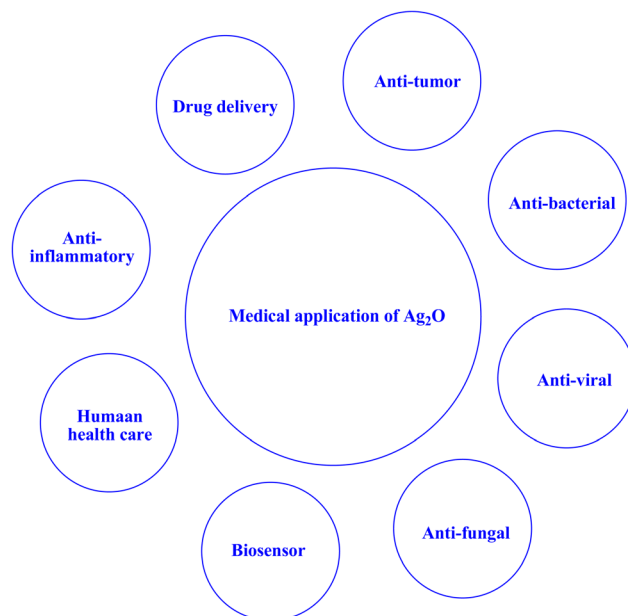 Anti-tumor
Drug delivery
Anti-bacterial
Anti-
inflammatory
Medical application of Ag₂O
Anti-viral
Humaan
health care
Anti-fungal
Biosensor